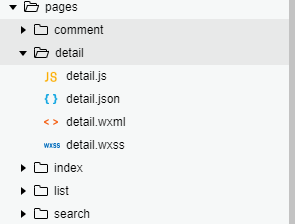 pages
comment
detail
JS detail.js
{ } detail.json
< > detail.wxml
wxss detail.wxss
index
list
search